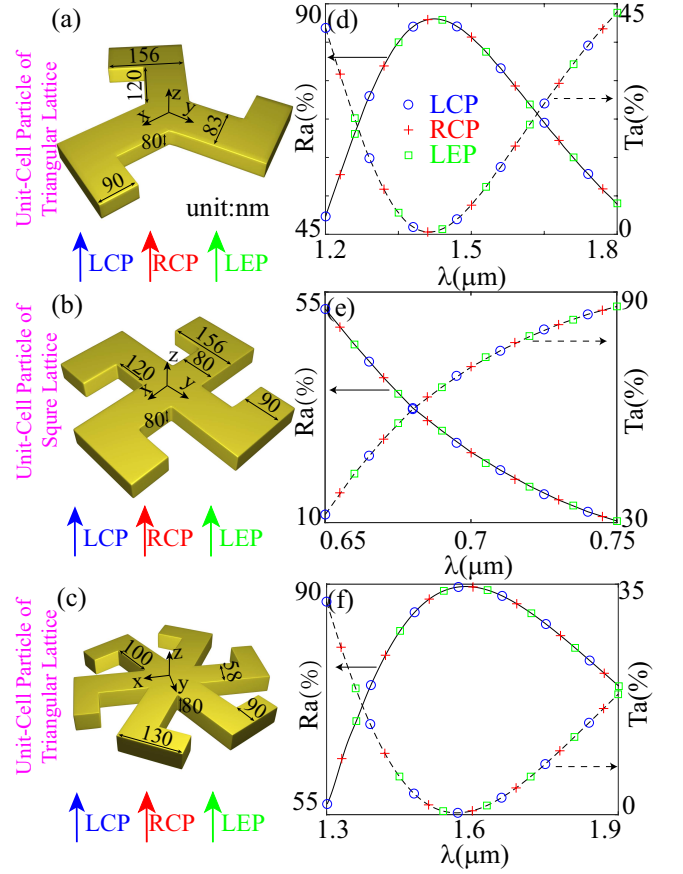 (a)
Unit-Cell Particle of
Triangular Lattice
156
120
z
x
y
83
80
90
unit:nm
LCP
RCP
LEP
(d)
90
45
Ra(%)
45
0
Ta(%)
LCP
RCP
LEP
1.2
1.5
1.8
λ(μm)
(b)
Unit-Cell Particle of
Squre Lattice
156
80
z
120
x
y
90
80
LCP
RCP
LEP
(e)
55
10
Ra(%)
90
30
Ta(%)
0.65
0.7
0.75
λ(μm)
(c)
Unit-Cell Particle of
Triangular Lattice
100
z
58
x
y
80
90
130
LCP
RCP
LEP
(f)
90
55
Ra(%)
35
0
Ta(%)
1.3
1.6
1.9
λ(μm)